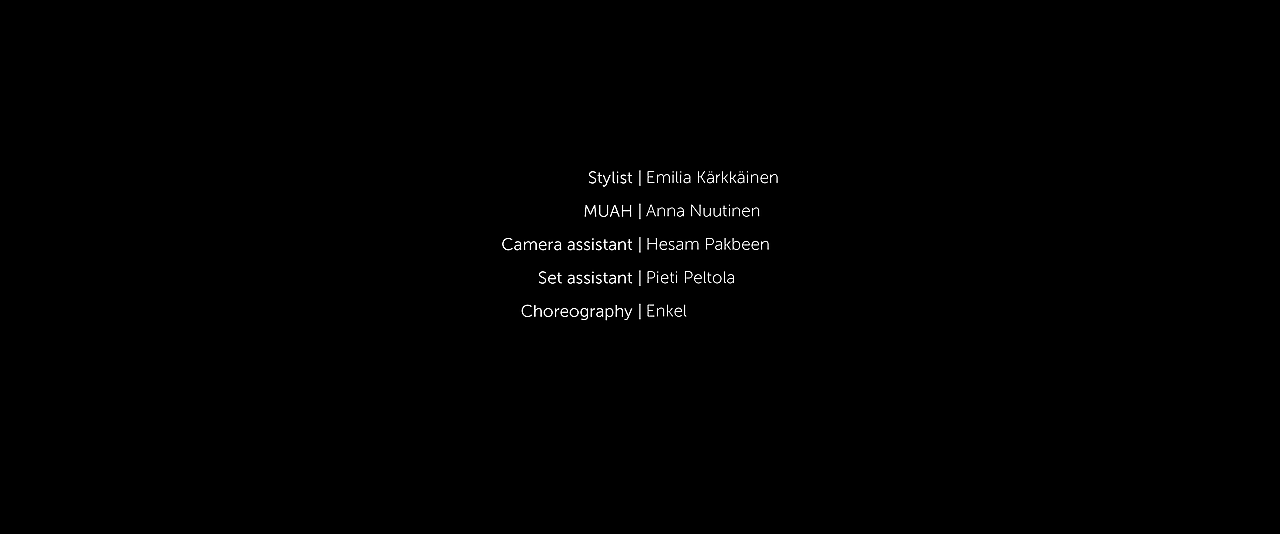 Stylist | Emilia Kärkkäinen
MUAH | Anna Nuutinen
Camera assistant | Hesam Pakbeen
Set assistant | Pieti Peltola
Choreography | Enkel